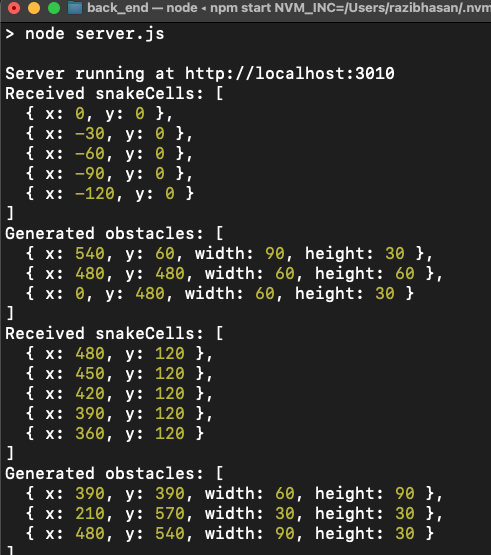 back_end — node ◂ npm start NVM_INC=/Users/razibhasan/.nvm
> node server.js
Server running at http://localhost:3010
Received snakeCells: [
  { x: 0, y: 0 },
  { x: -30, y: 0 },
  { x: -60, y: 0 },
  { x: -90, y: 0 },
  { x: -120, y: 0 }
]
Generated obstacles: [
  { x: 540, y: 60, width: 90, height: 30 },
  { x: 480, y: 480, width: 60, height: 60 },
  { x: 0, y: 480, width: 60, height: 30 }
]
Received snakeCells: [
  { x: 480, y: 120 },
  { x: 450, y: 120 },
  { x: 420, y: 120 },
  { x: 390, y: 120 },
  { x: 360, y: 120 }
]
Generated obstacles: [
  { x: 390, y: 390, width: 60, height: 90 },
  { x: 210, y: 570, width: 30, height: 30 },
  { x: 480, y: 540, width: 90, height: 30 }
]